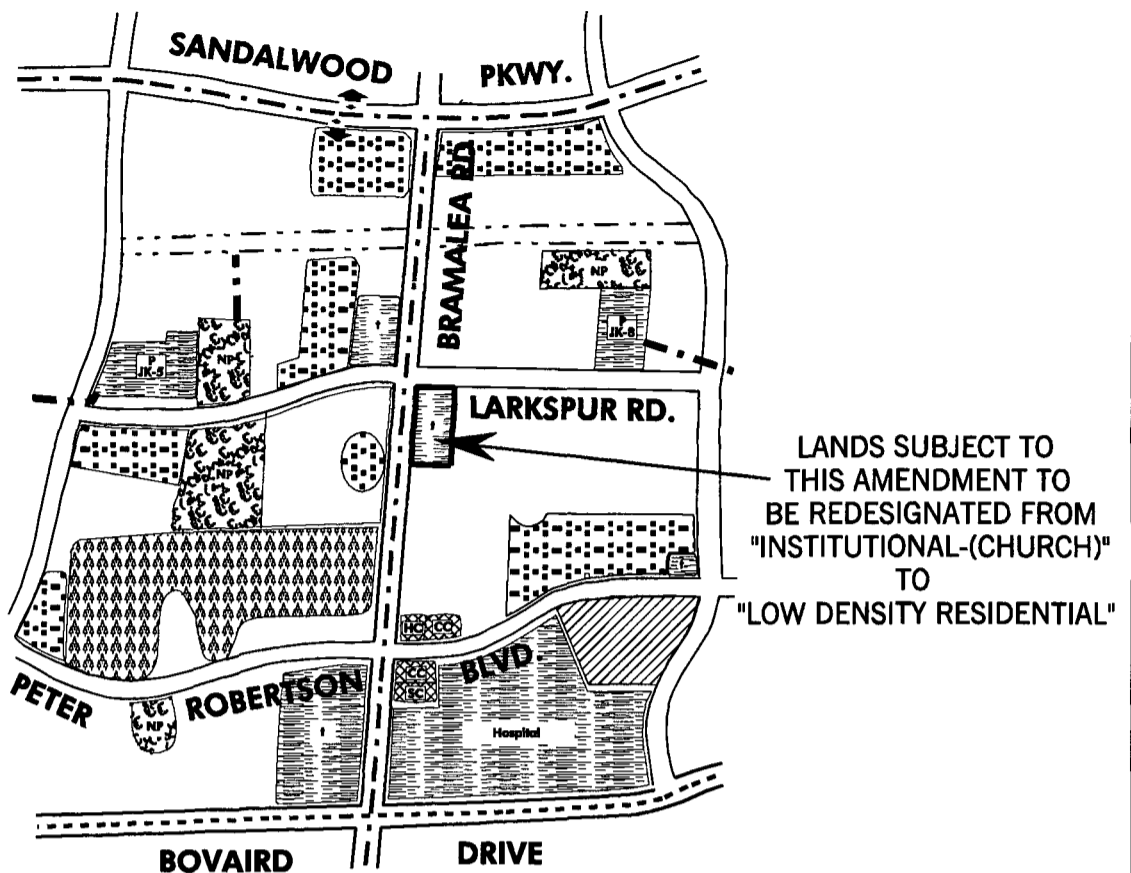 SANDALWOOD
PKWY.
BRAMALEA RD
NP
P
JK-6
P
JK-5
NP
LARKSPUR RD.
NP
LANDS SUBJECT TO
THIS AMENDMENT TO
BE REDESIGNATED FROM
"INSTITUTIONAL-(CHURCH)"
TO
"LOW DENSITY RESIDENTIAL"
HC CC
CC
SC
BLVD.
PETER
ROBERTSON
NP
Hospital
BOVAIRD
DRIVE